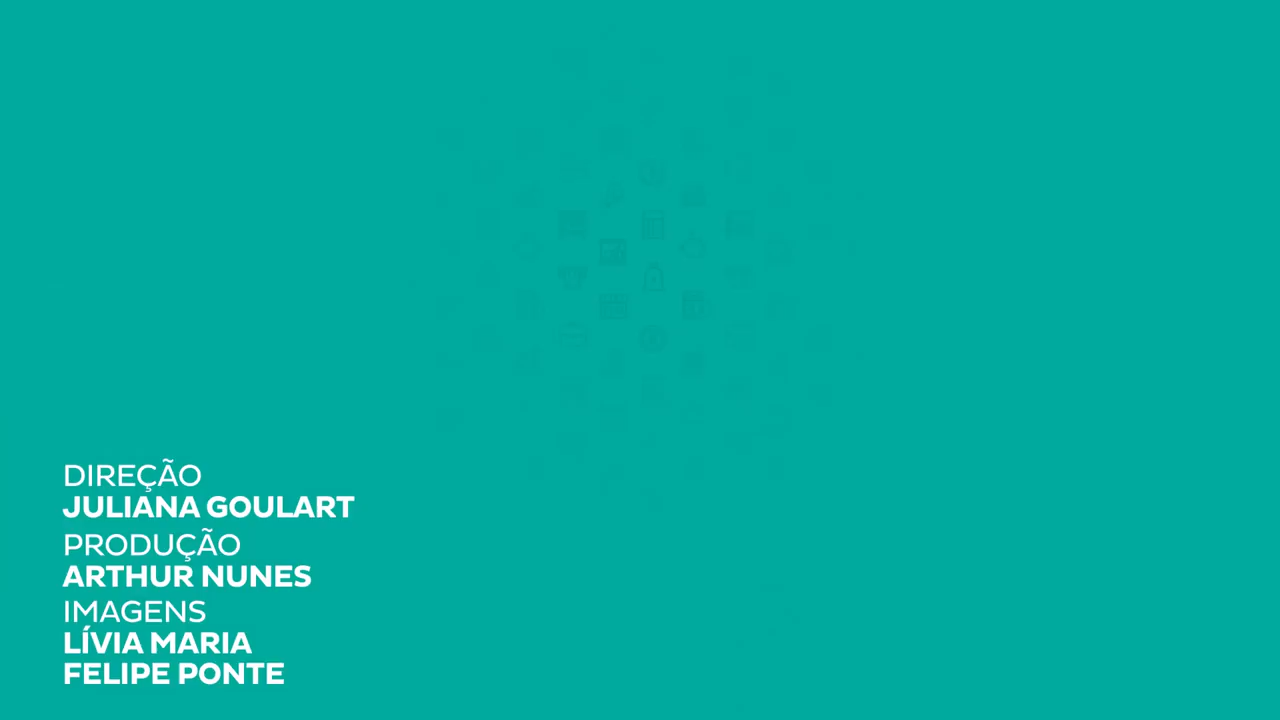 DIREÇÃO
JULIANA GOULART
PRODUÇÃO
ARTHUR NUNES
IMAGENS
LÍVIA MARIA
FELIPE PONTE